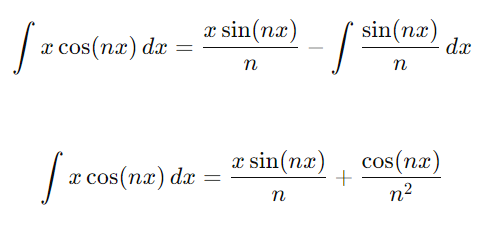 ∫ x cos(nx) dx = x sin(nx)/n − ∫ sin(nx)/n dx
∫ x cos(nx) dx = x sin(nx)/n + cos(nx)/n²